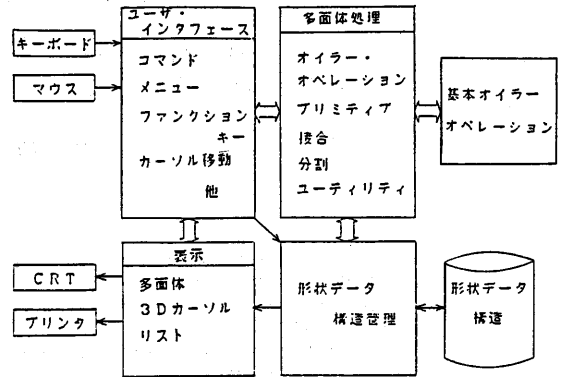 キーボード
マウス
ユーザ・
インタフェース
コマンド
メニュー
ファンクション
キー
カーソル移動
他
多面体処理
オイラー・
オペレーション
プリミティブ
接合
分割
ユーティリティ
基本オイラー
オペレーション
CRT
プリンタ
表示
多面体
3Dカーソル
リスト
形状データ
構造管理
形状データ
構造